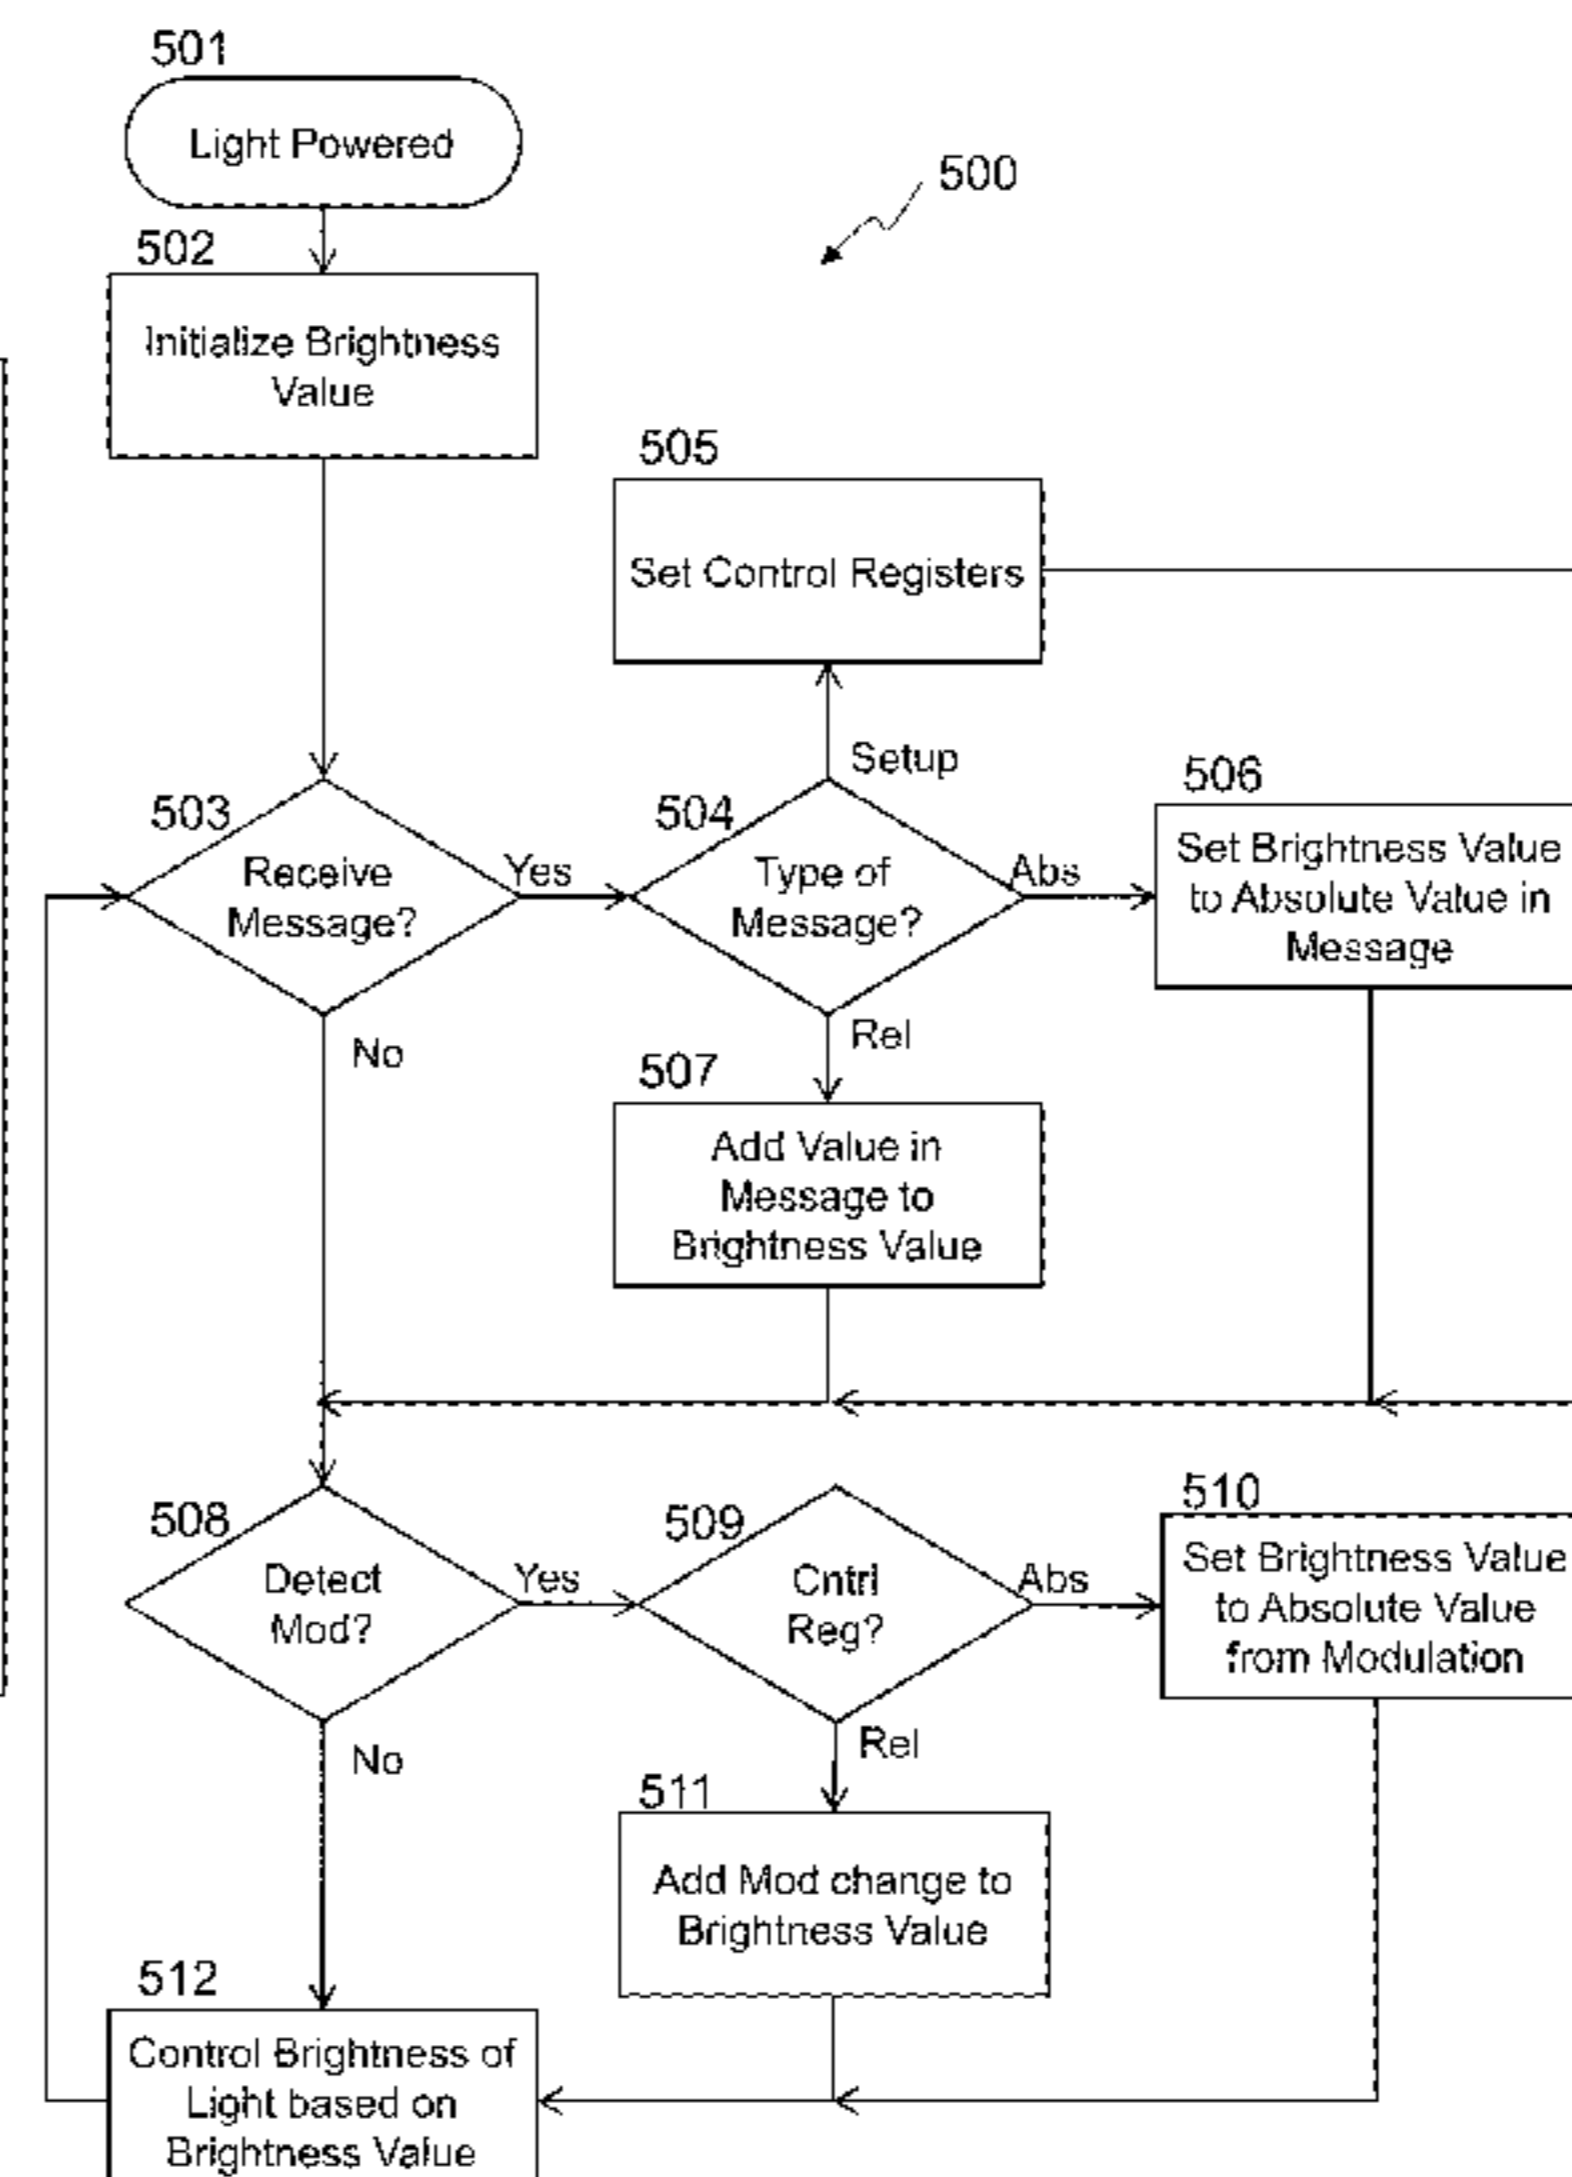 501
Light Powered
500
502
Initialize Brightness
Value
505
Set Control Registers
Setup
503
Receive
Message?
Yes
504
Type of
Message?
Abs
506
Set Brightness Value
to Absolute Value in
Message
No
Rel
507
Add Value in
Message to
Brightness Value
508
Detect
Mod?
Yes
509
Cntrl
Reg?
Abs
510
Set Brightness Value
to Absolute Value
from Modulation
No
Rel
511
Add Mod change to
Brightness Value
512
Control Brightness of
Light based on
Brightness Value